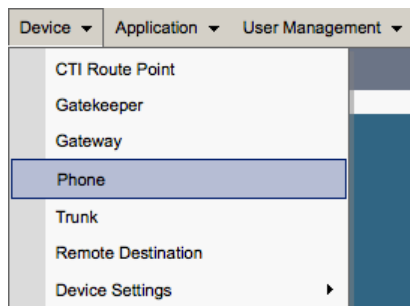 Device Application User Management
CTI Route Point
Gatekeeper
Gateway
Phone
Trunk
Remote Destination
Device Settings